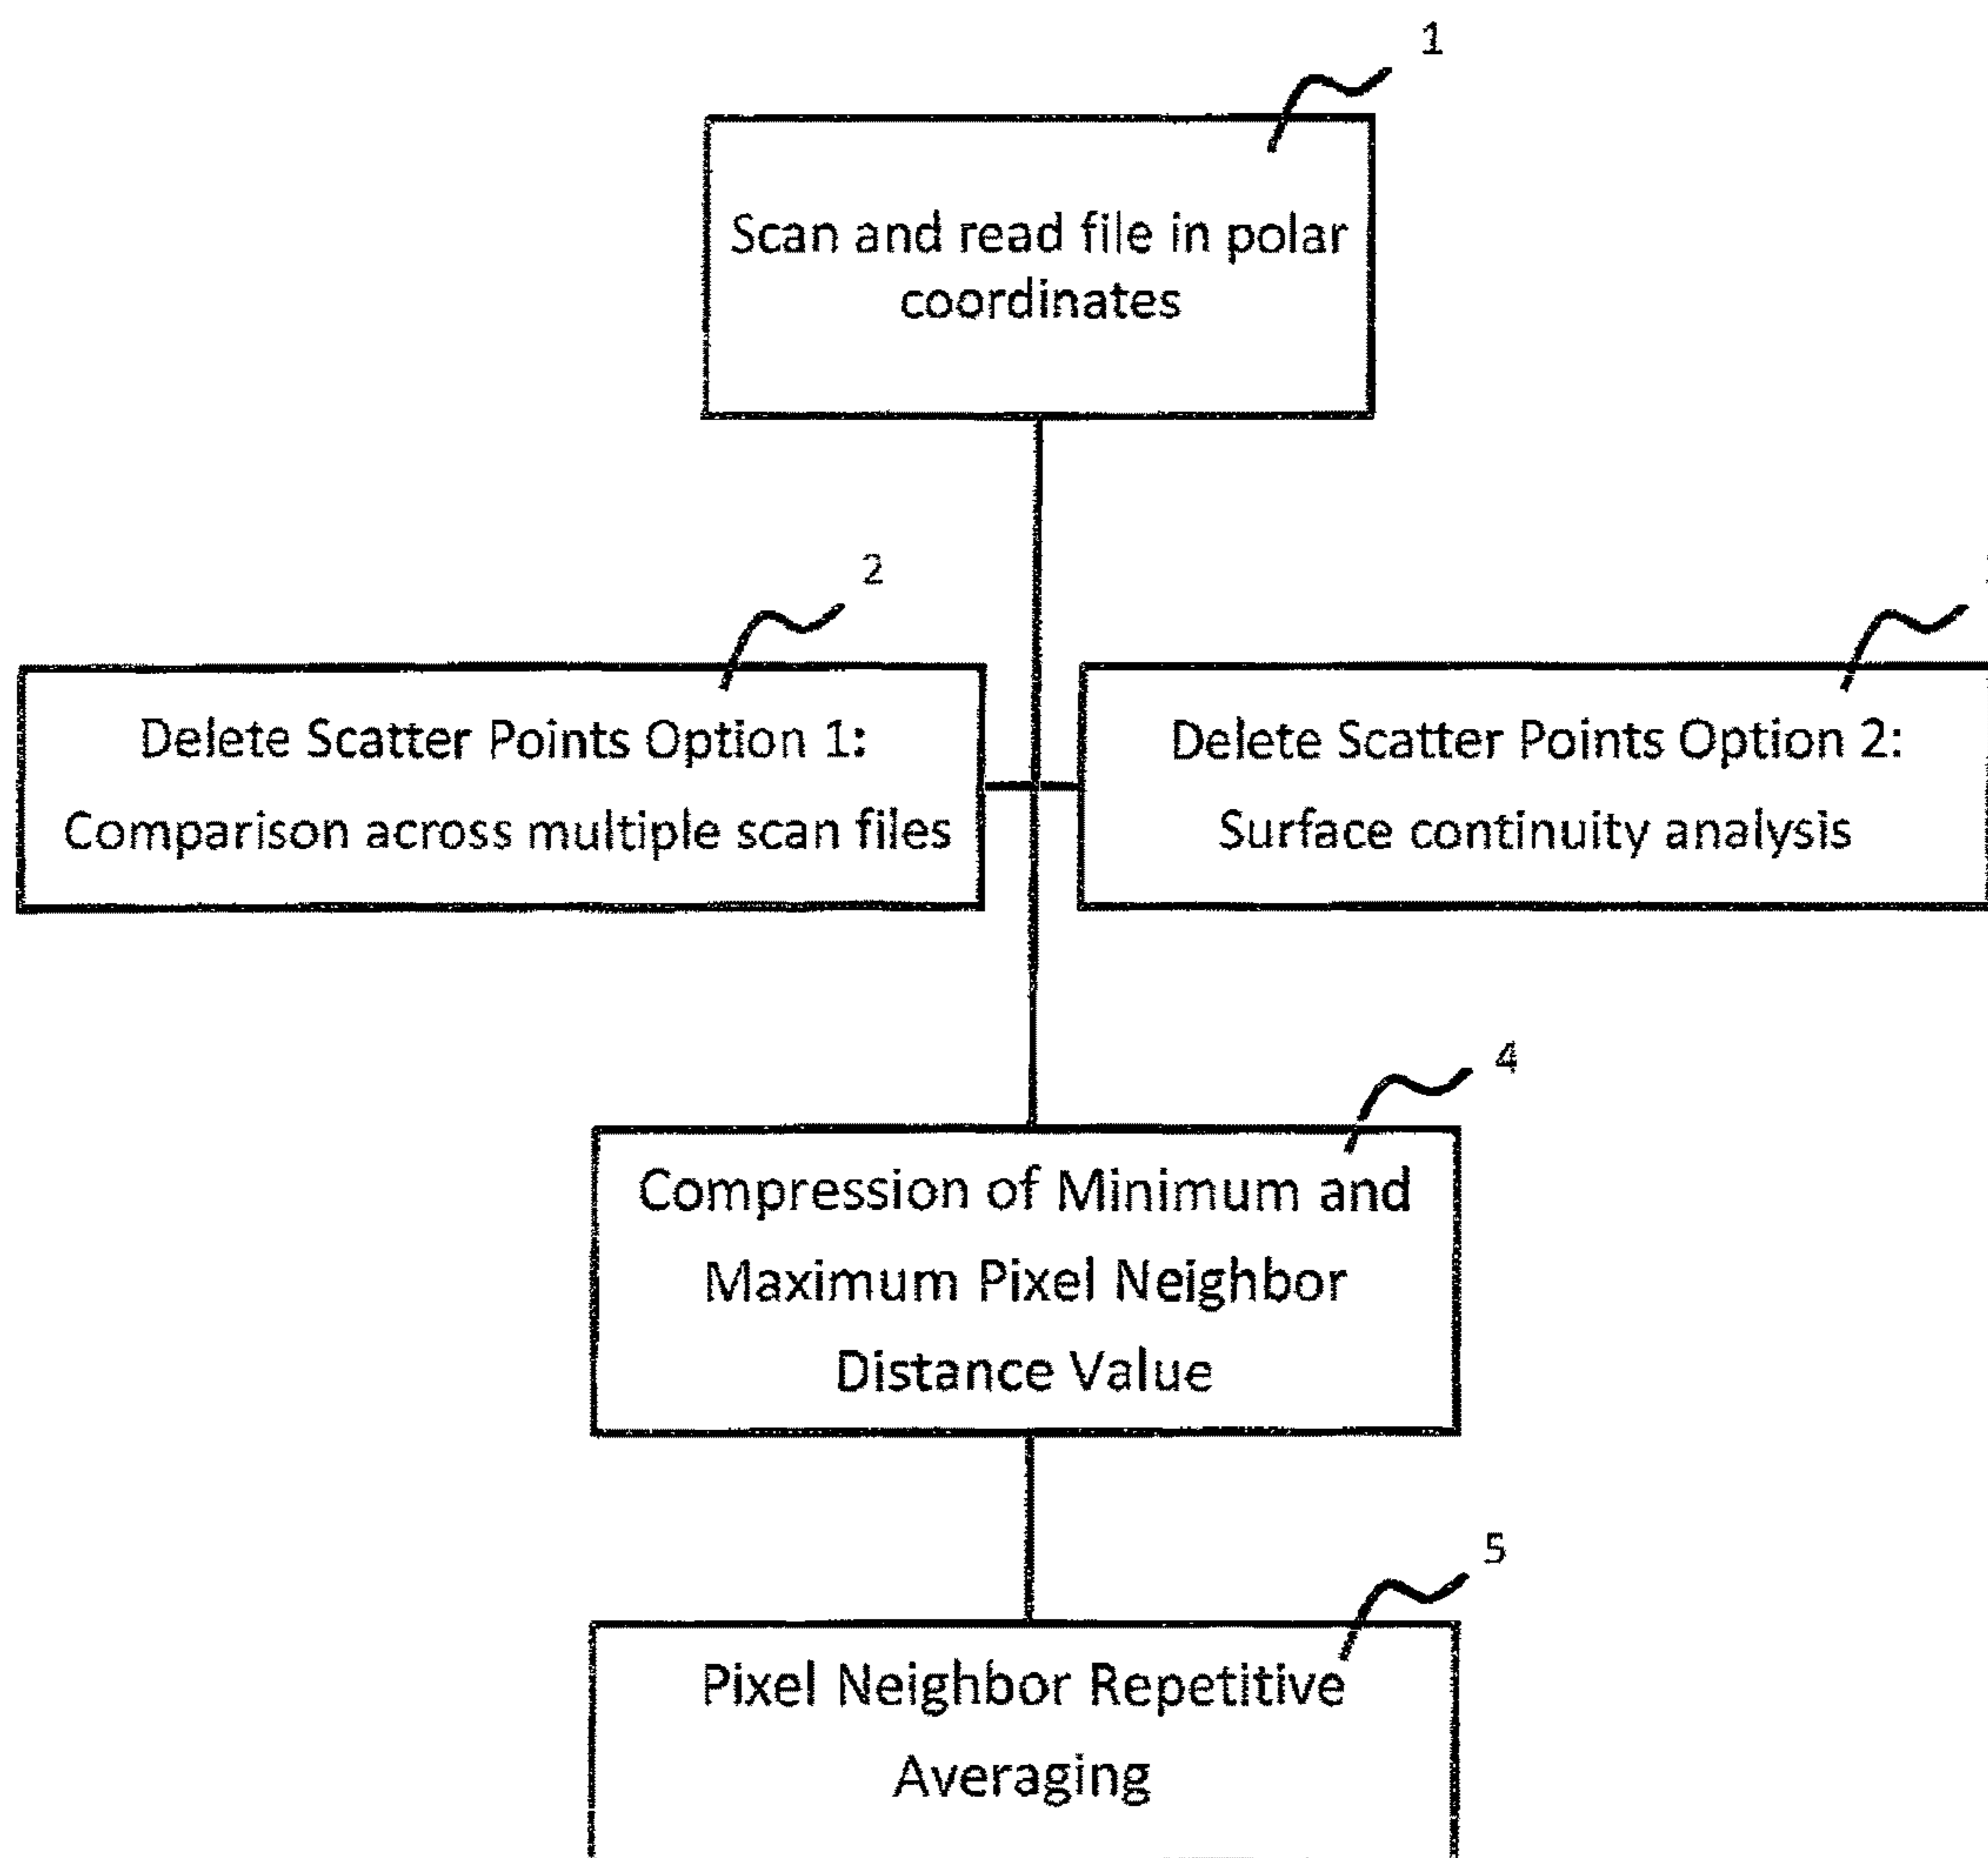 1
Scan and read file in polar
coordinates
2
Delete Scatter Points Option 1:
Comparison across multiple scan files
Delete Scatter Points Option 2:
Surface continuity analysis
4
Compression of Minimum and
Maximum Pixel Neighbor
Distance Value
5
Pixel Neighbor Repetitive
Averaging